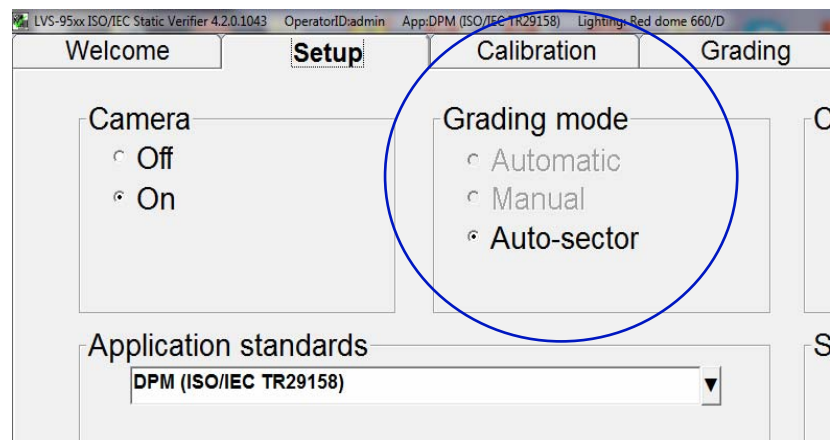 LVS-95xx ISO/IEC Static Verifier 4.2.0.1043 OperatorID:admin App:DPM (ISO/IEC TR29158) Lighting: Red dome 660/D
Welcome Setup Calibration Grading
Camera
Off
On
Grading mode
Automatic
Manual
Auto-sector
Application standards
DPM (ISO/IEC TR29158)